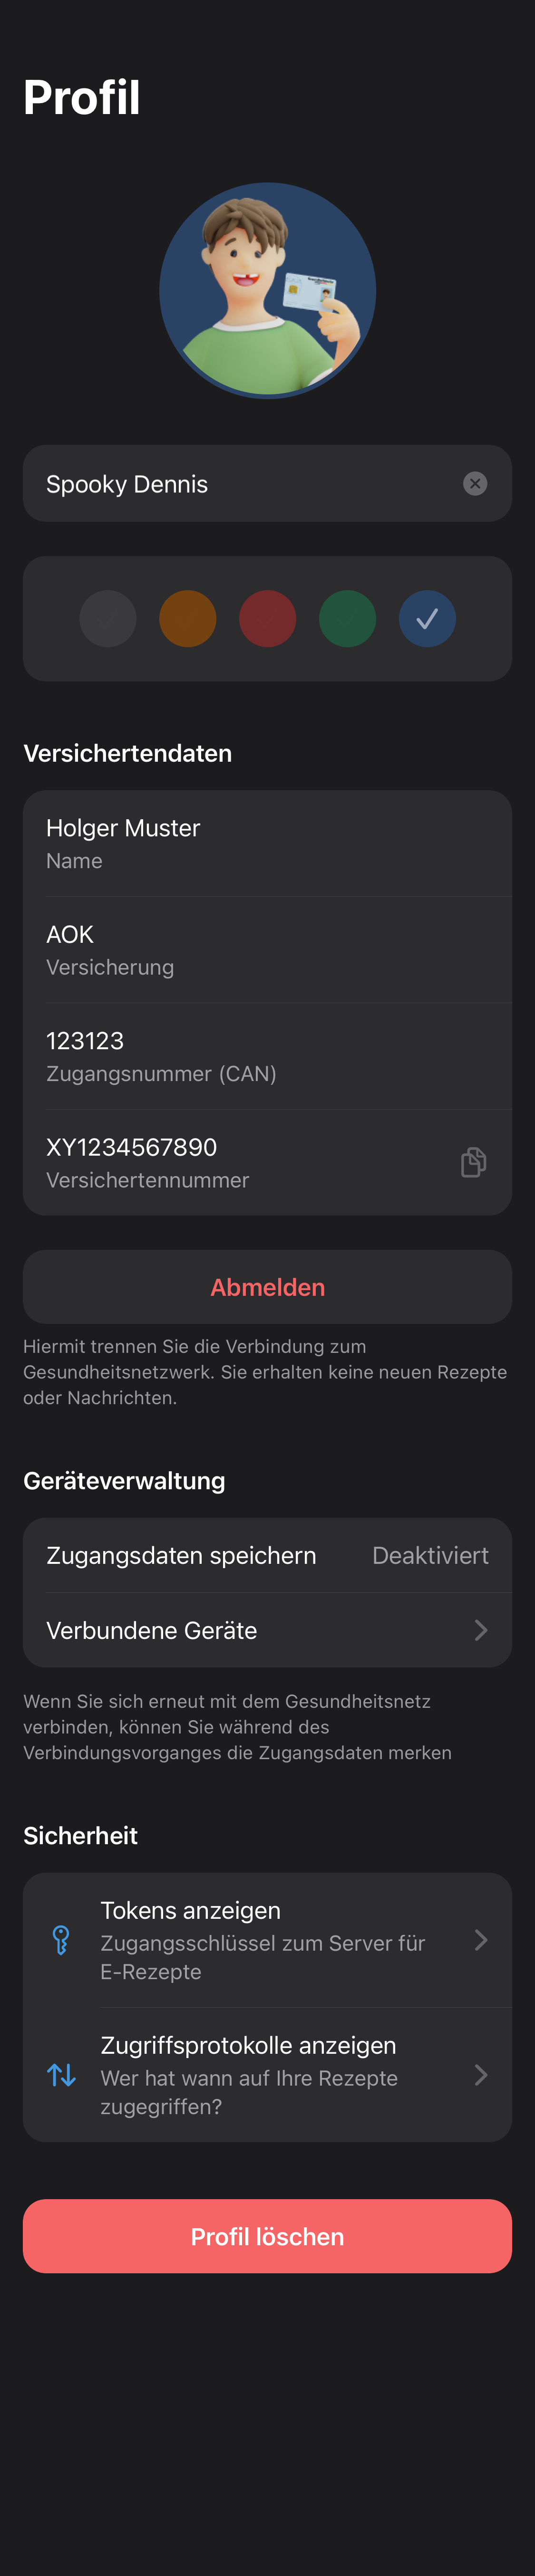 Profil
Spooky Dennis
Versichertendaten
Holger Muster
Name
AOK
Versicherung
123123
Zugangsnummer (CAN)
XY1234567890
Versichertennummer
Abmelden
Hiermit trennen Sie die Verbindung zum
Gesundheitsnetzwerk. Sie erhalten keine neuen Rezepte
oder Nachrichten.
Geräteverwaltung
Zugangsdaten speichern Deaktiviert
Verbundene Geräte
Wenn Sie sich erneut mit dem Gesundheitsnetz
verbinden, können Sie während des
Verbindungsvorganges die Zugangsdaten merken
Sicherheit
Tokens anzeigen
Zugangsschlüssel zum Server für
E-Rezepte
Zugriffsprotokolle anzeigen
Wer hat wann auf Ihre Rezepte
zugegriffen?
Profil löschen